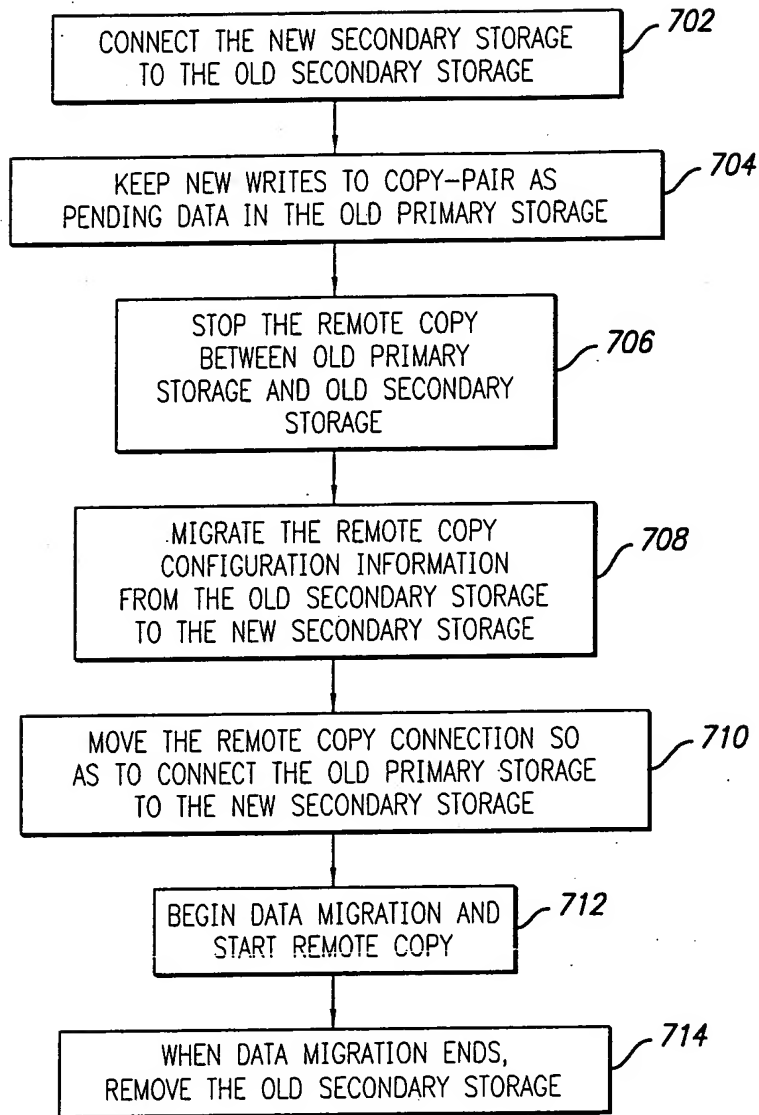 CONNECT THE NEW SECONDARY STORAGE
TO THE OLD SECONDARY STORAGE
702
KEEP NEW WRITES TO COPY-PAIR AS
PENDING DATA IN THE OLD PRIMARY STORAGE
704
STOP THE REMOTE COPY
BETWEEN OLD PRIMARY
STORAGE AND OLD SECONDARY
STORAGE
706
MIGRATE THE REMOTE COPY
CONFIGURATION INFORMATION
FROM THE OLD SECONDARY STORAGE
TO THE NEW SECONDARY STORAGE
708
MOVE THE REMOTE COPY CONNECTION SO
AS TO CONNECT THE OLD PRIMARY STORAGE
TO THE NEW SECONDARY STORAGE
710
BEGIN DATA MIGRATION AND
START REMOTE COPY
712
WHEN DATA MIGRATION ENDS,
REMOVE THE OLD SECONDARY STORAGE
714